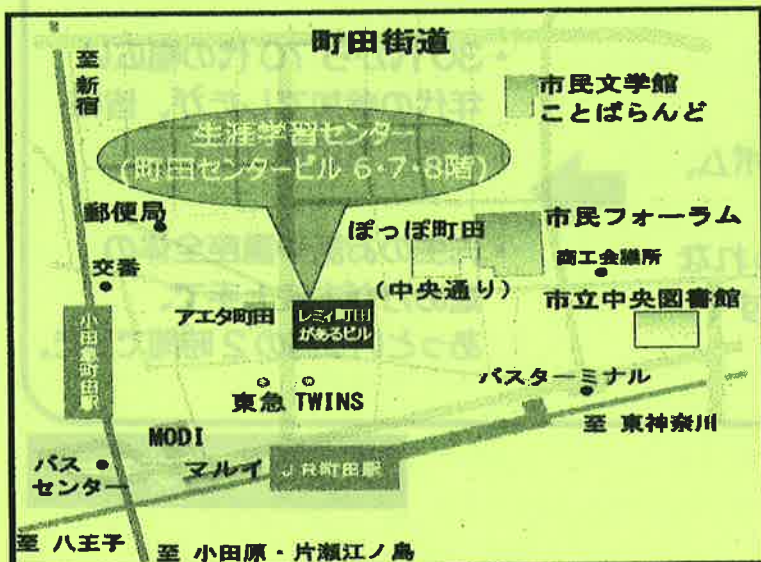 町田街道
至 新宿
市民文学館
ことばらんど
生涯学習センター
(町田センタービル 6・7・8階)
郵便局
ぽっぽ町田
市民フォーラム
交番
商工会議所
(中央通り)
市立中央図書館
アエタ町田
レミィ町田
があるビル
小田急町田駅
東急 TWINS
バスターミナル
至 東神奈川
MODI
マルイ
JR町田駅
バス
センター
至 八王子
至 小田原・片瀬江ノ島